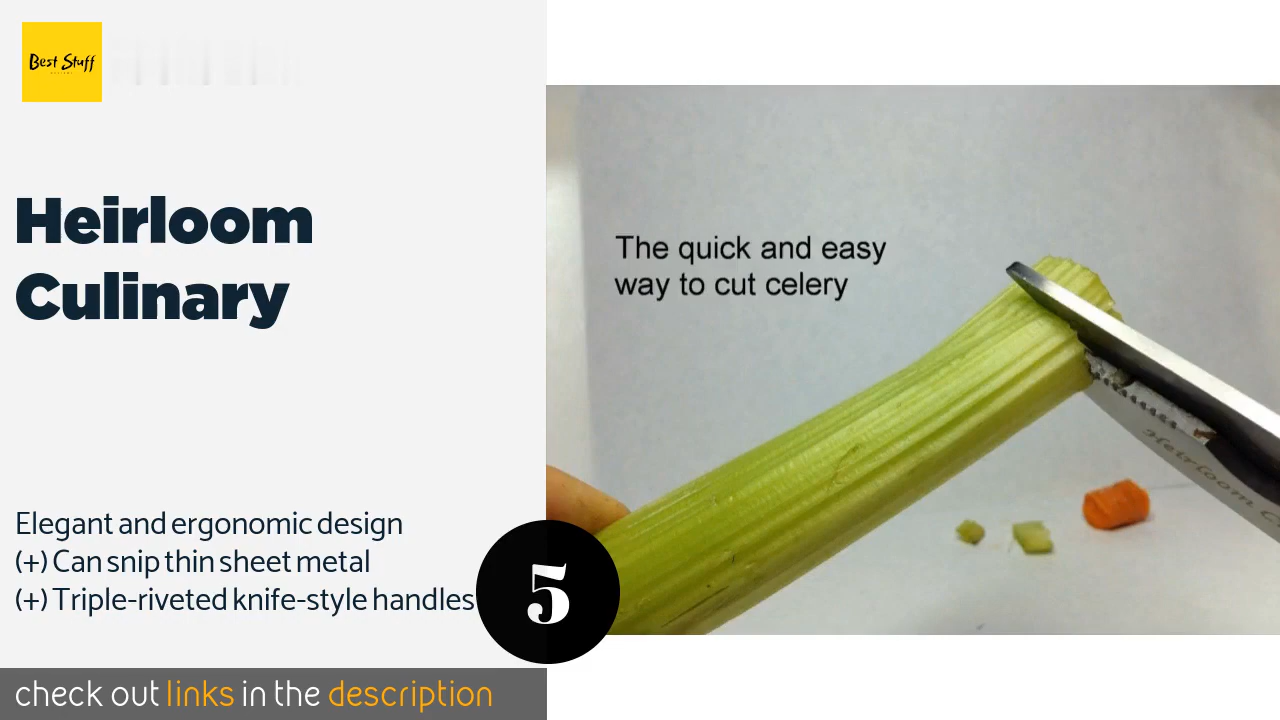 Best Stuff
Heirloom
Culinary
The quick and easy
way to cut celery
Heirloom
Elegant and ergonomic design
(+) Can snip thin sheet metal
(+) Triple-riveted knife-style handles
5
check out links in the description